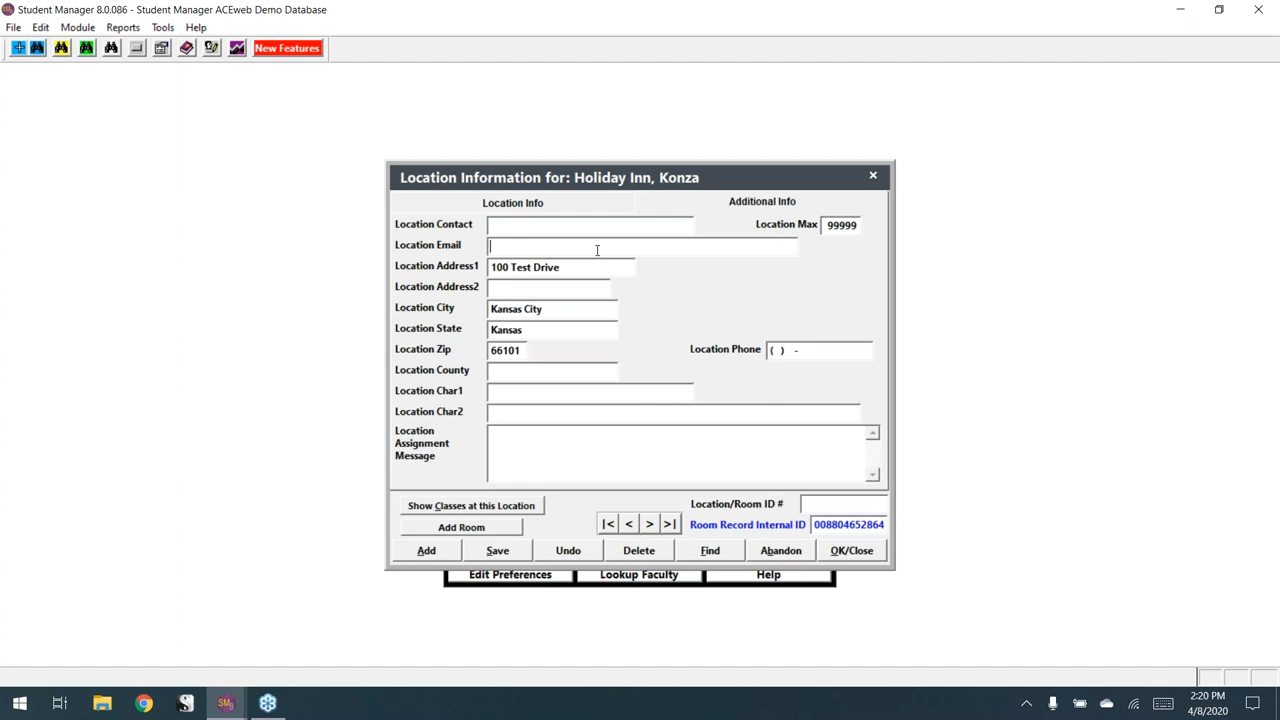 Student Manager 8.0.086 - Student Manager ACEweb Demo Database
File Edit Module Reports Tools Help
New Features
Location Information for: Holiday Inn, Konza
Location Info Additional Info
Location Contact Location Max 99999
Location Email
Location Address1 100 Test Drive
Location Address2
Location City Kansas City
Location State Kansas
Location Zip 66101 Location Phone ( ) -
Location County
Location Char1
Location Char2
Location
Assignment
Message
Show Classes at this Location Location/Room ID #
Add Room |< < > >| Room Record Internal ID 008804652864
Add Save Undo Delete Find Abandon OK/Close
Edit Preferences Lookup Faculty Help
SM8
2:20 PM
4/8/2020